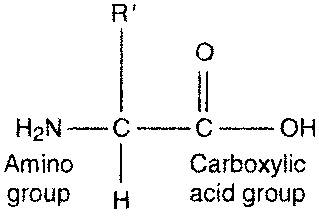 R'
O
H₂N — C — C — OH
Amino group
H
Carboxylic acid group